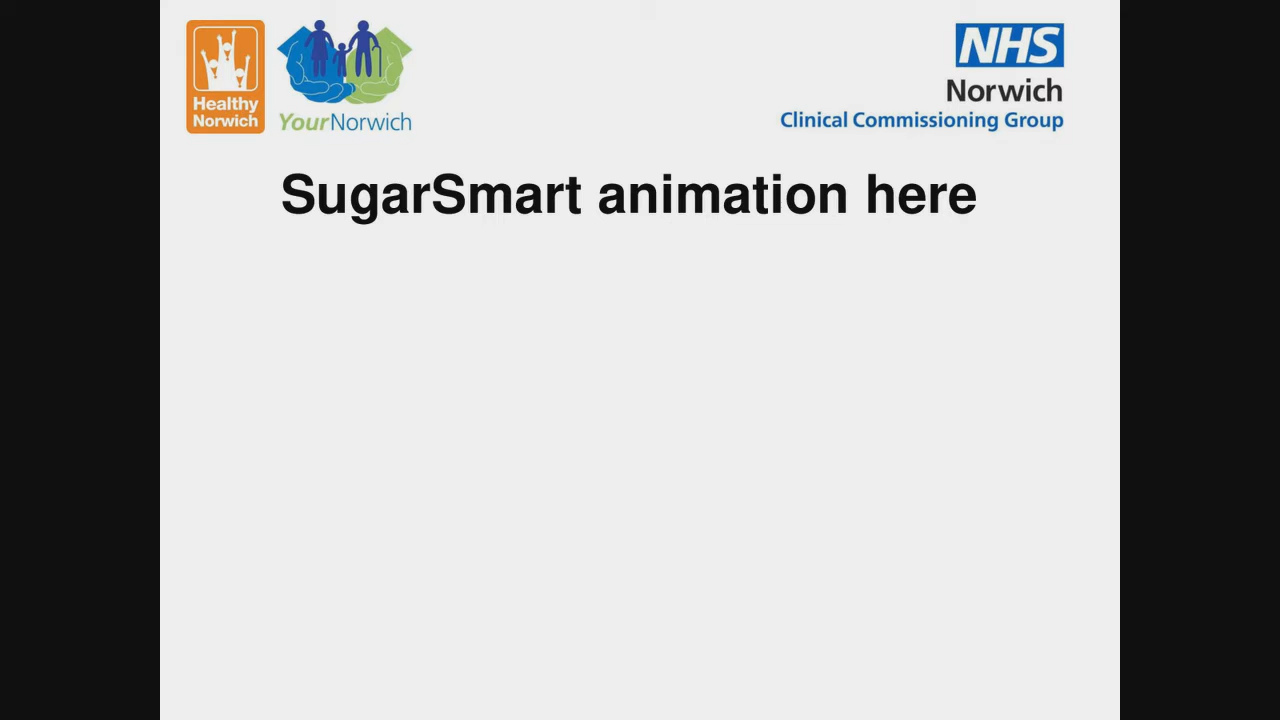 Healthy
Norwich
YourNorwich
NHS
Norwich
Clinical Commissioning Group
SugarSmart animation here